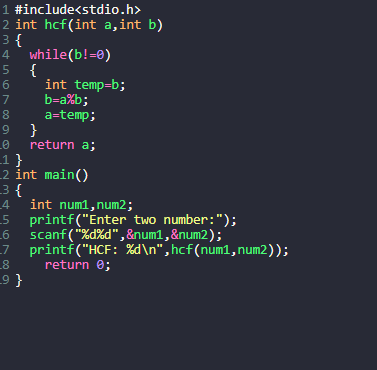 1 #include<stdio.h>
2 int hcf(int a,int b)
3 {
4   while(b!=0)
5   {
6     int temp=b;
7     b=a%b;
8     a=temp;
9   }
0   return a;
1 }
2 int main()
3 {
4   int num1,num2;
5   printf("Enter two number:");
6   scanf("%d%d",&num1,&num2);
7   printf("HCF: %d\n",hcf(num1,num2));
8     return 0;
9 }